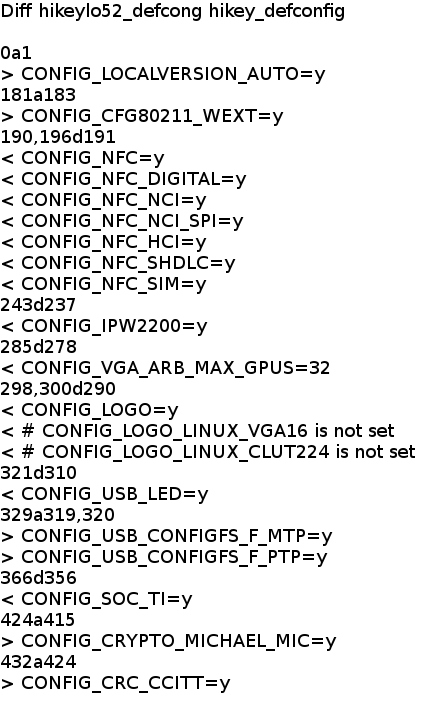 Diff hikeylo52_defcong hikey_defconfig
0a1
> CONFIG_LOCALVERSION_AUTO=y
181a183
> CONFIG_CFG80211_WEXT=y
190,196d191
< CONFIG_NFC=y
< CONFIG_NFC_DIGITAL=y
< CONFIG_NFC_NCI=y
< CONFIG_NFC_NCI_SPI=y
< CONFIG_NFC_HCI=y
< CONFIG_NFC_SHDLC=y
< CONFIG_NFC_SIM=y
243d237
< CONFIG_IPW2200=y
285d278
< CONFIG_VGA_ARB_MAX_GPUS=32
298,300d290
< CONFIG_LOGO=y
< # CONFIG_LOGO_LINUX_VGA16 is not set
< # CONFIG_LOGO_LINUX_CLUT224 is not set
321d310
< CONFIG_USB_LED=y
329a319,320
> CONFIG_USB_CONFIGFS_F_MTP=y
> CONFIG_USB_CONFIGFS_F_PTP=y
366d356
< CONFIG_SOC_TI=y
424a415
> CONFIG_CRYPTO_MICHAEL_MIC=y
432a424
> CONFIG_CRC_CCITT=y